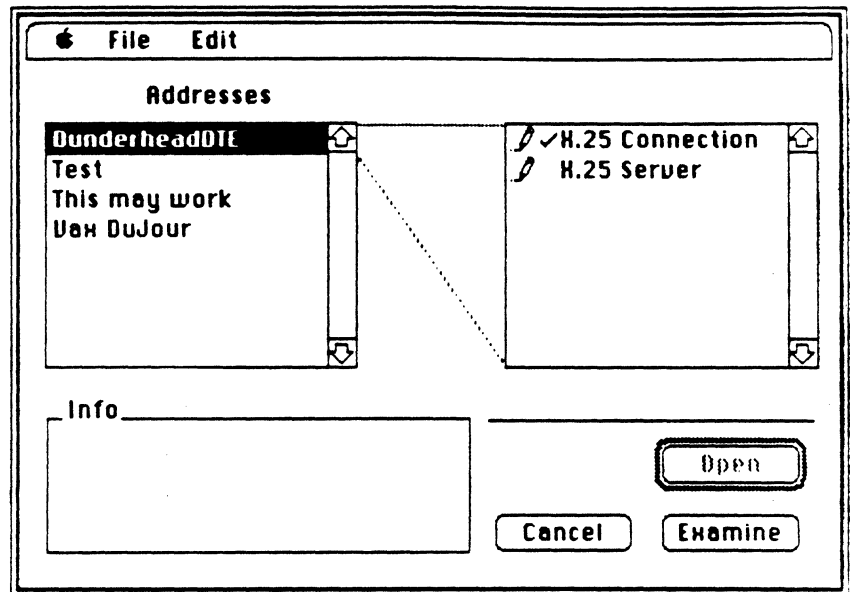 File Edit
Addresses
DunderheadDTE
Test
This may work
Vax DuJour
✓X.25 Connection
X.25 Server
Info
Open
Cancel
Examine